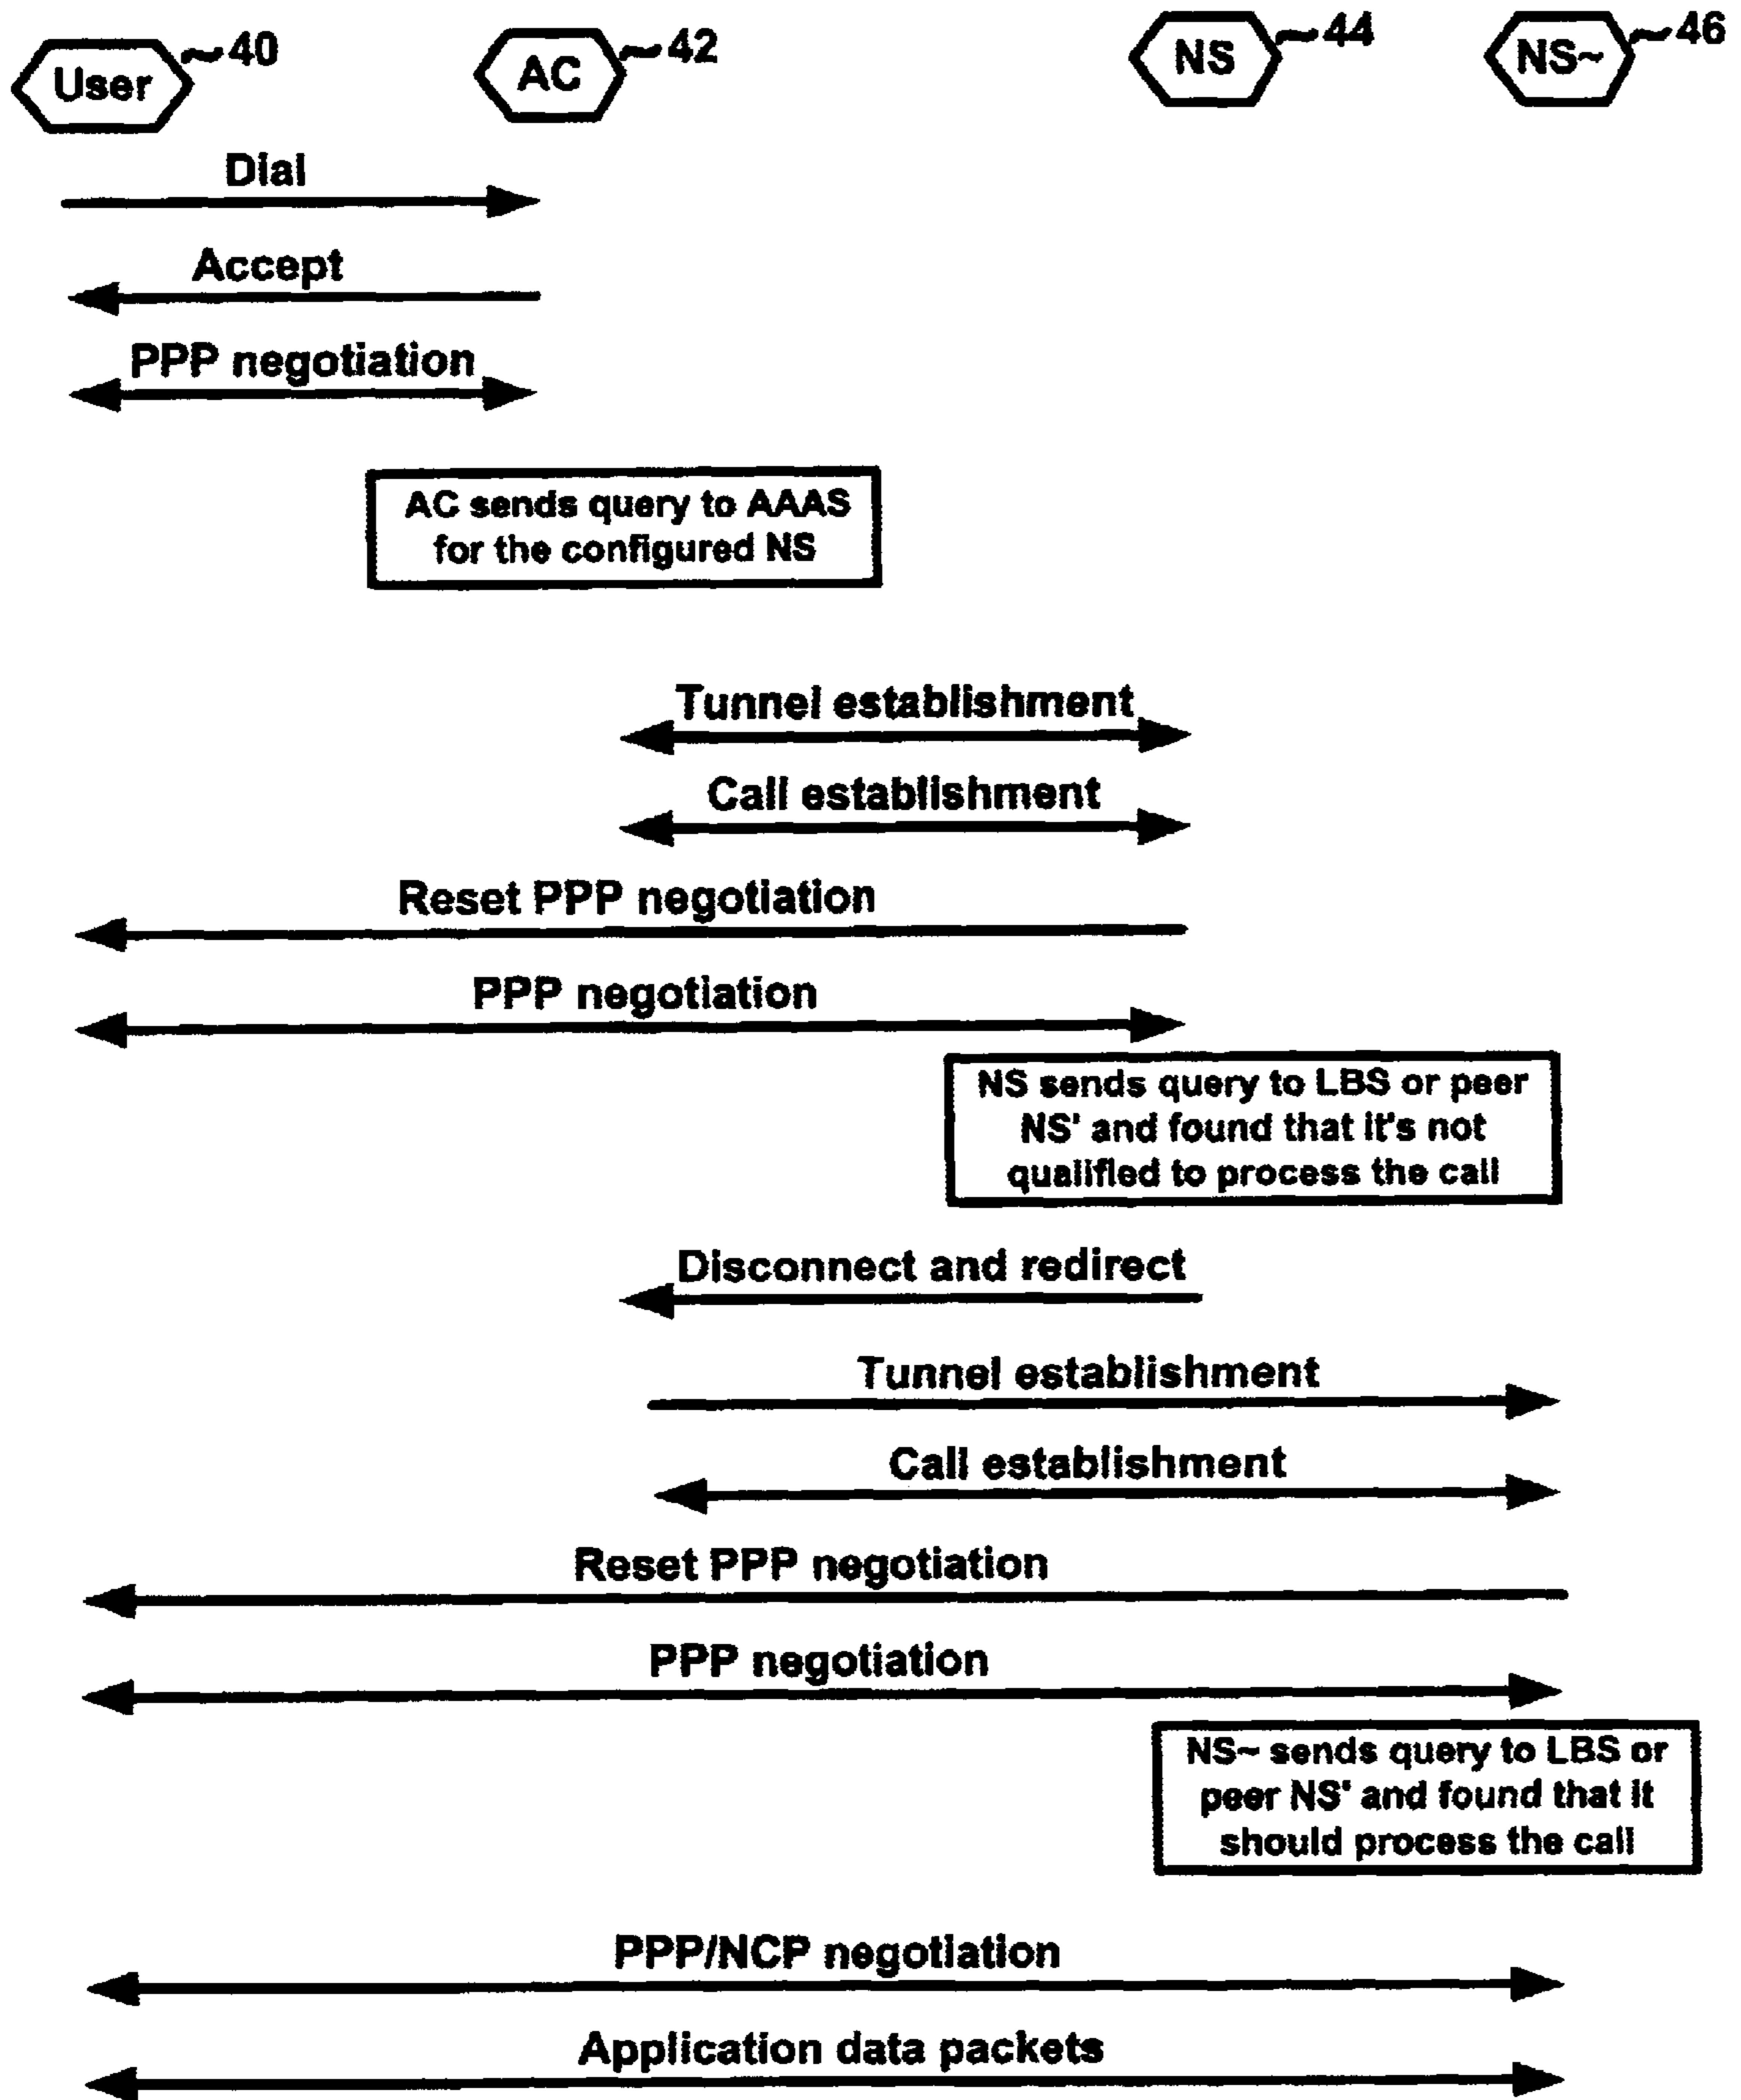 User ~40
AC ~42
NS ~44
NS~ ~46
Dial
Accept
PPP negotiation
AC sends query to AAAS
for the configured NS
Tunnel establishment
Call establishment
Reset PPP negotiation
PPP negotiation
NS sends query to LBS or peer
NS' and found that it's not
qualified to process the call
Disconnect and redirect
Tunnel establishment
Call establishment
Reset PPP negotiation
PPP negotiation
NS~ sends query to LBS or
peer NS' and found that it
should process the call
PPP/NCP negotiation
Application data packets